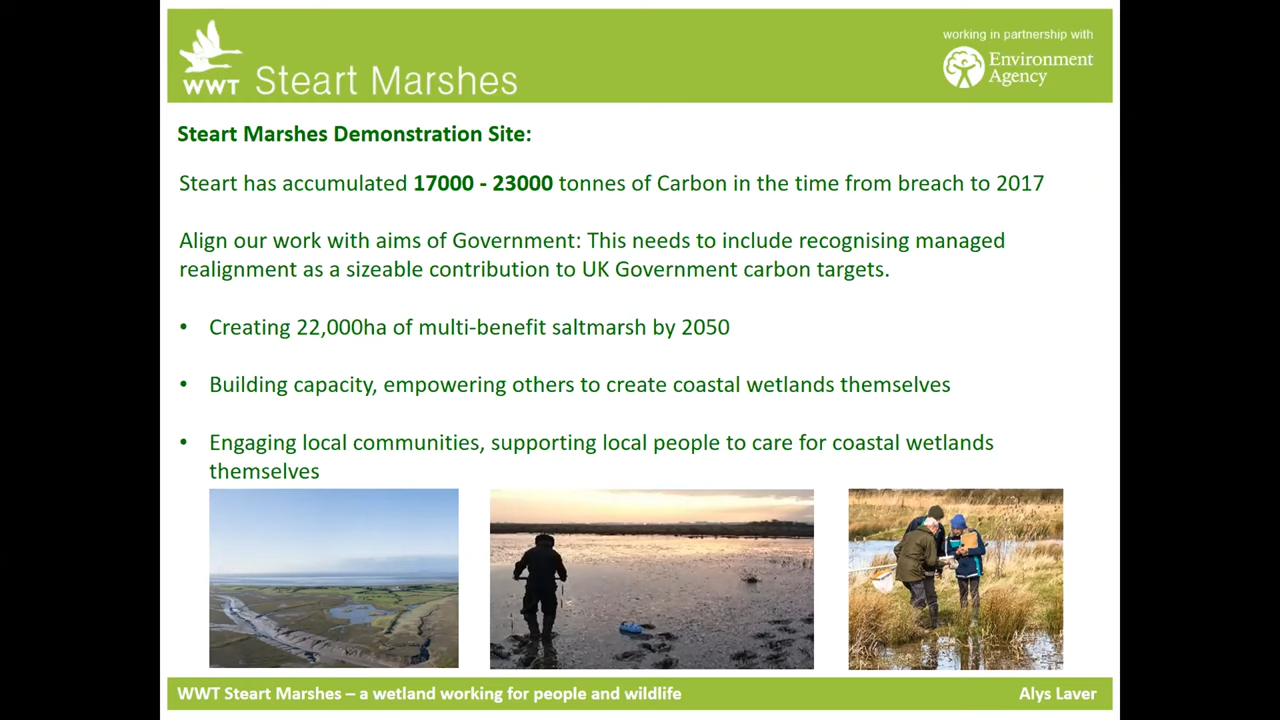 working in partnership with
Environment
Agency
WWT Steart Marshes
Steart Marshes Demonstration Site:
Steart has accumulated 17000 - 23000 tonnes of Carbon in the time from breach to 2017
Align our work with aims of Government: This needs to include recognising managed
realignment as a sizeable contribution to UK Government carbon targets.
• Creating 22,000ha of multi-benefit saltmarsh by 2050
• Building capacity, empowering others to create coastal wetlands themselves
• Engaging local communities, supporting local people to care for coastal wetlands
themselves
WWT Steart Marshes – a wetland working for people and wildlife
Alys Laver